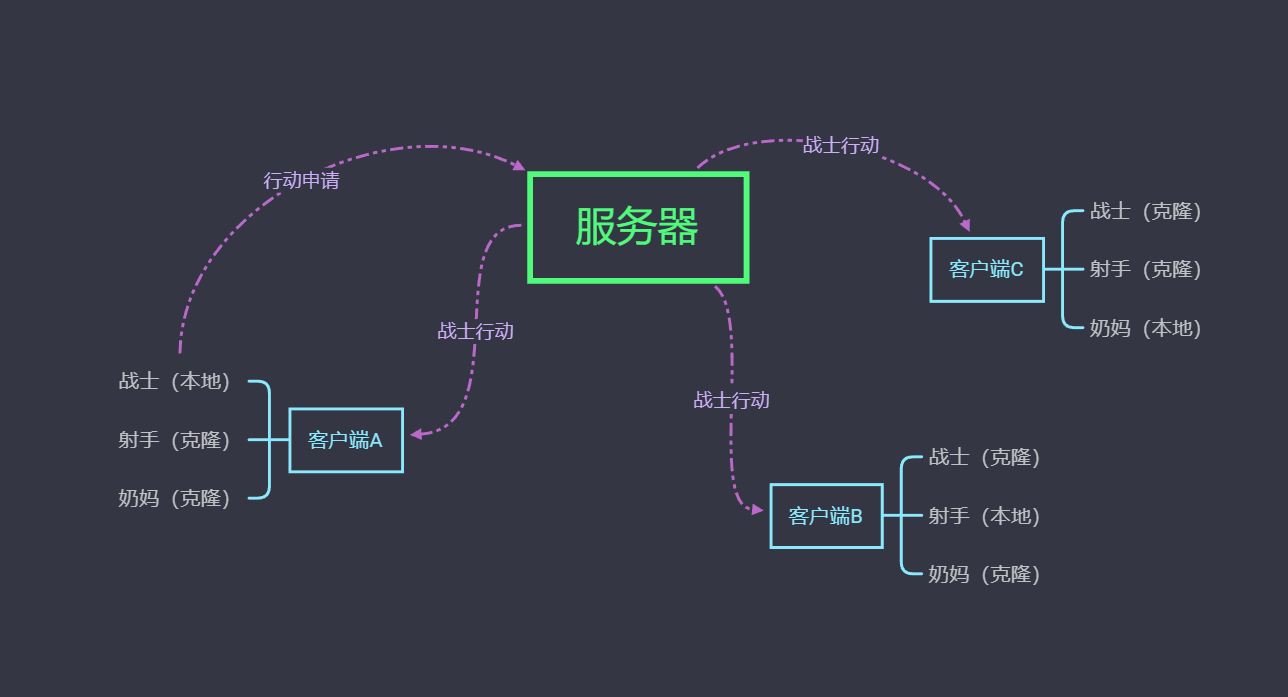 战士行动
行动申请
服务器
战士（克隆）
客户端C
射手（克隆）
奶妈（本地）
战士行动
战士（本地）
客户端A
射手（克隆）
奶妈（克隆）
战士行动
战士（克隆）
客户端B
射手（本地）
奶妈（克隆）